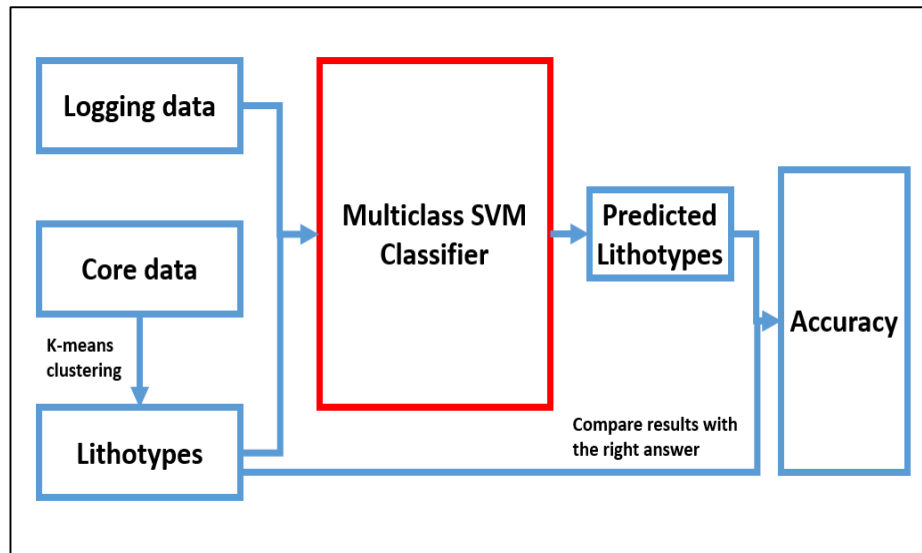 Logging data
Core data
K-means
clustering
Lithotypes
Multiclass SVM
Classifier
Predicted
Lithotypes
Compare results with
the right answer
Accuracy